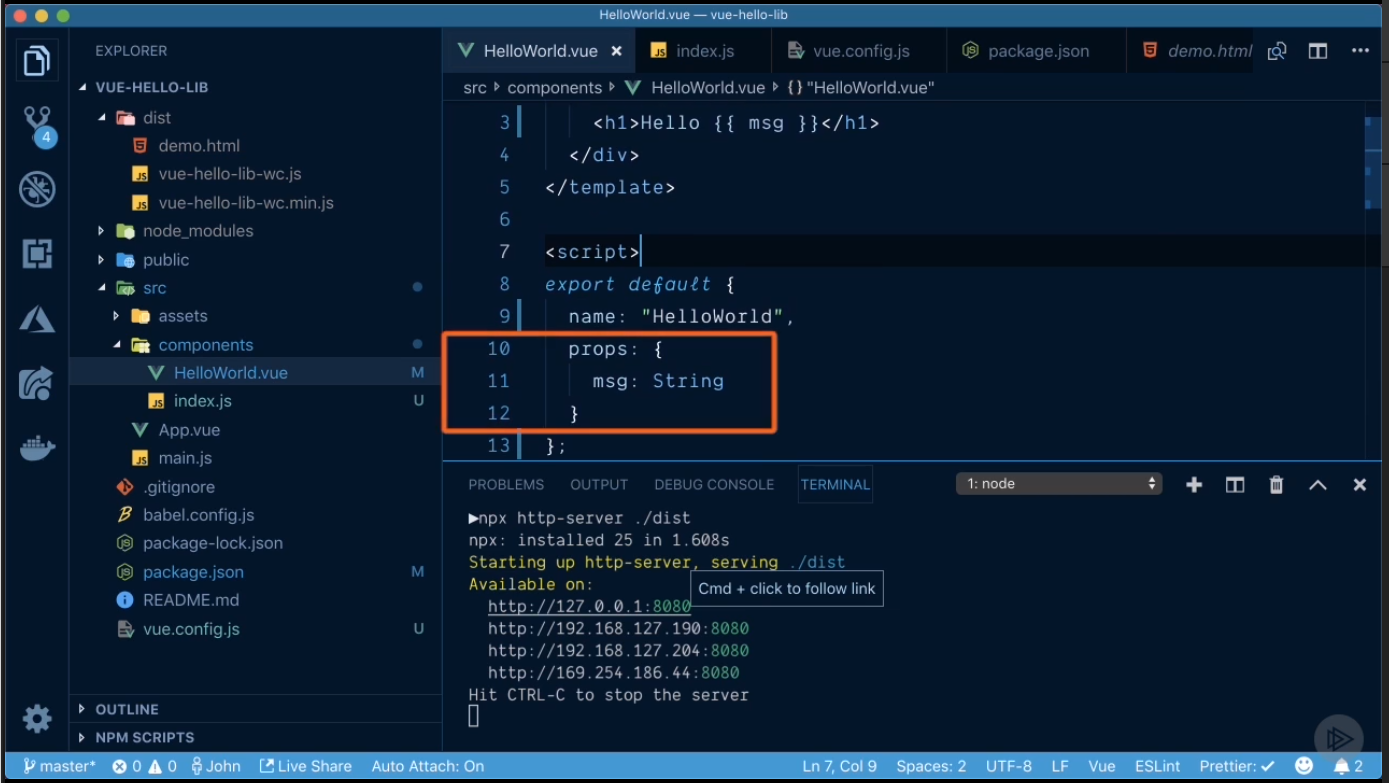 HelloWorld.vue — vue-hello-lib
EXPLORER
VUE-HELLO-LIB
dist
demo.html
JS vue-hello-lib-wc.js
JS vue-hello-lib-wc.min.js
node_modules
public
src
assets
components
HelloWorld.vue M
JS index.js U
App.vue
JS main.js
.gitignore
babel.config.js
package-lock.json
package.json M
README.md
vue.config.js U
OUTLINE
NPM SCRIPTS
4
HelloWorld.vue × JS index.js vue.config.js package.json demo.html
src components HelloWorld.vue {} "HelloWorld.vue"
3 <h1>Hello {{ msg }}</h1>
4 </div>
5 </template>
6
7 <script>
8 export default {
9 name: "HelloWorld",
10 props: {
11 msg: String
12 }
13 };
PROBLEMS OUTPUT DEBUG CONSOLE TERMINAL 1: node
npx http-server ./dist
npx: installed 25 in 1.608s
Starting up http-server, serving ./dist
Available on:
http://127.0.0.1:8080
Cmd + click to follow link
http://192.168.127.190:8080
http://192.168.127.204:8080
http://169.254.186.44:8080
Hit CTRL-C to stop the server
master* 0 0 John Live Share Auto Attach: On Ln 7, Col 9 Spaces: 2 UTF-8 LF Vue ESLint Prettier: ✓ 2